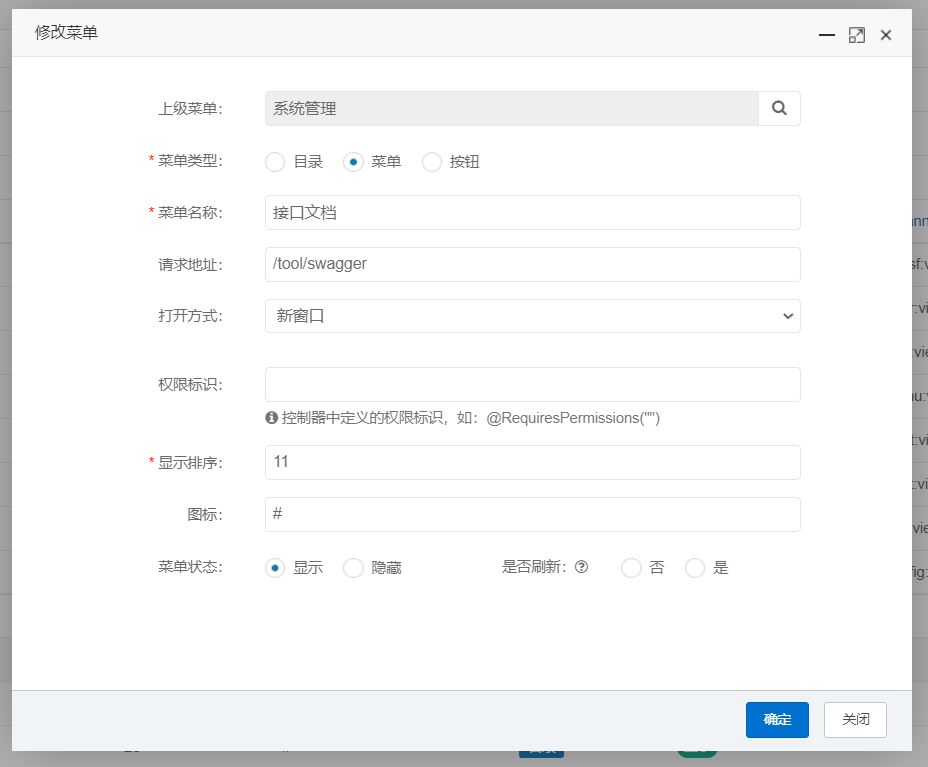 修改菜单
上级菜单： 系统管理
* 菜单类型： 目录 菜单 按钮
* 菜单名称： 接口文档
请求地址： /tool/swagger
打开方式： 新窗口
权限标识：
控制器中定义的权限标识，如：@RequiresPermissions("")
* 显示排序： 11
图标： #
菜单状态： 显示 隐藏 是否刷新： 否 是
确定 关闭